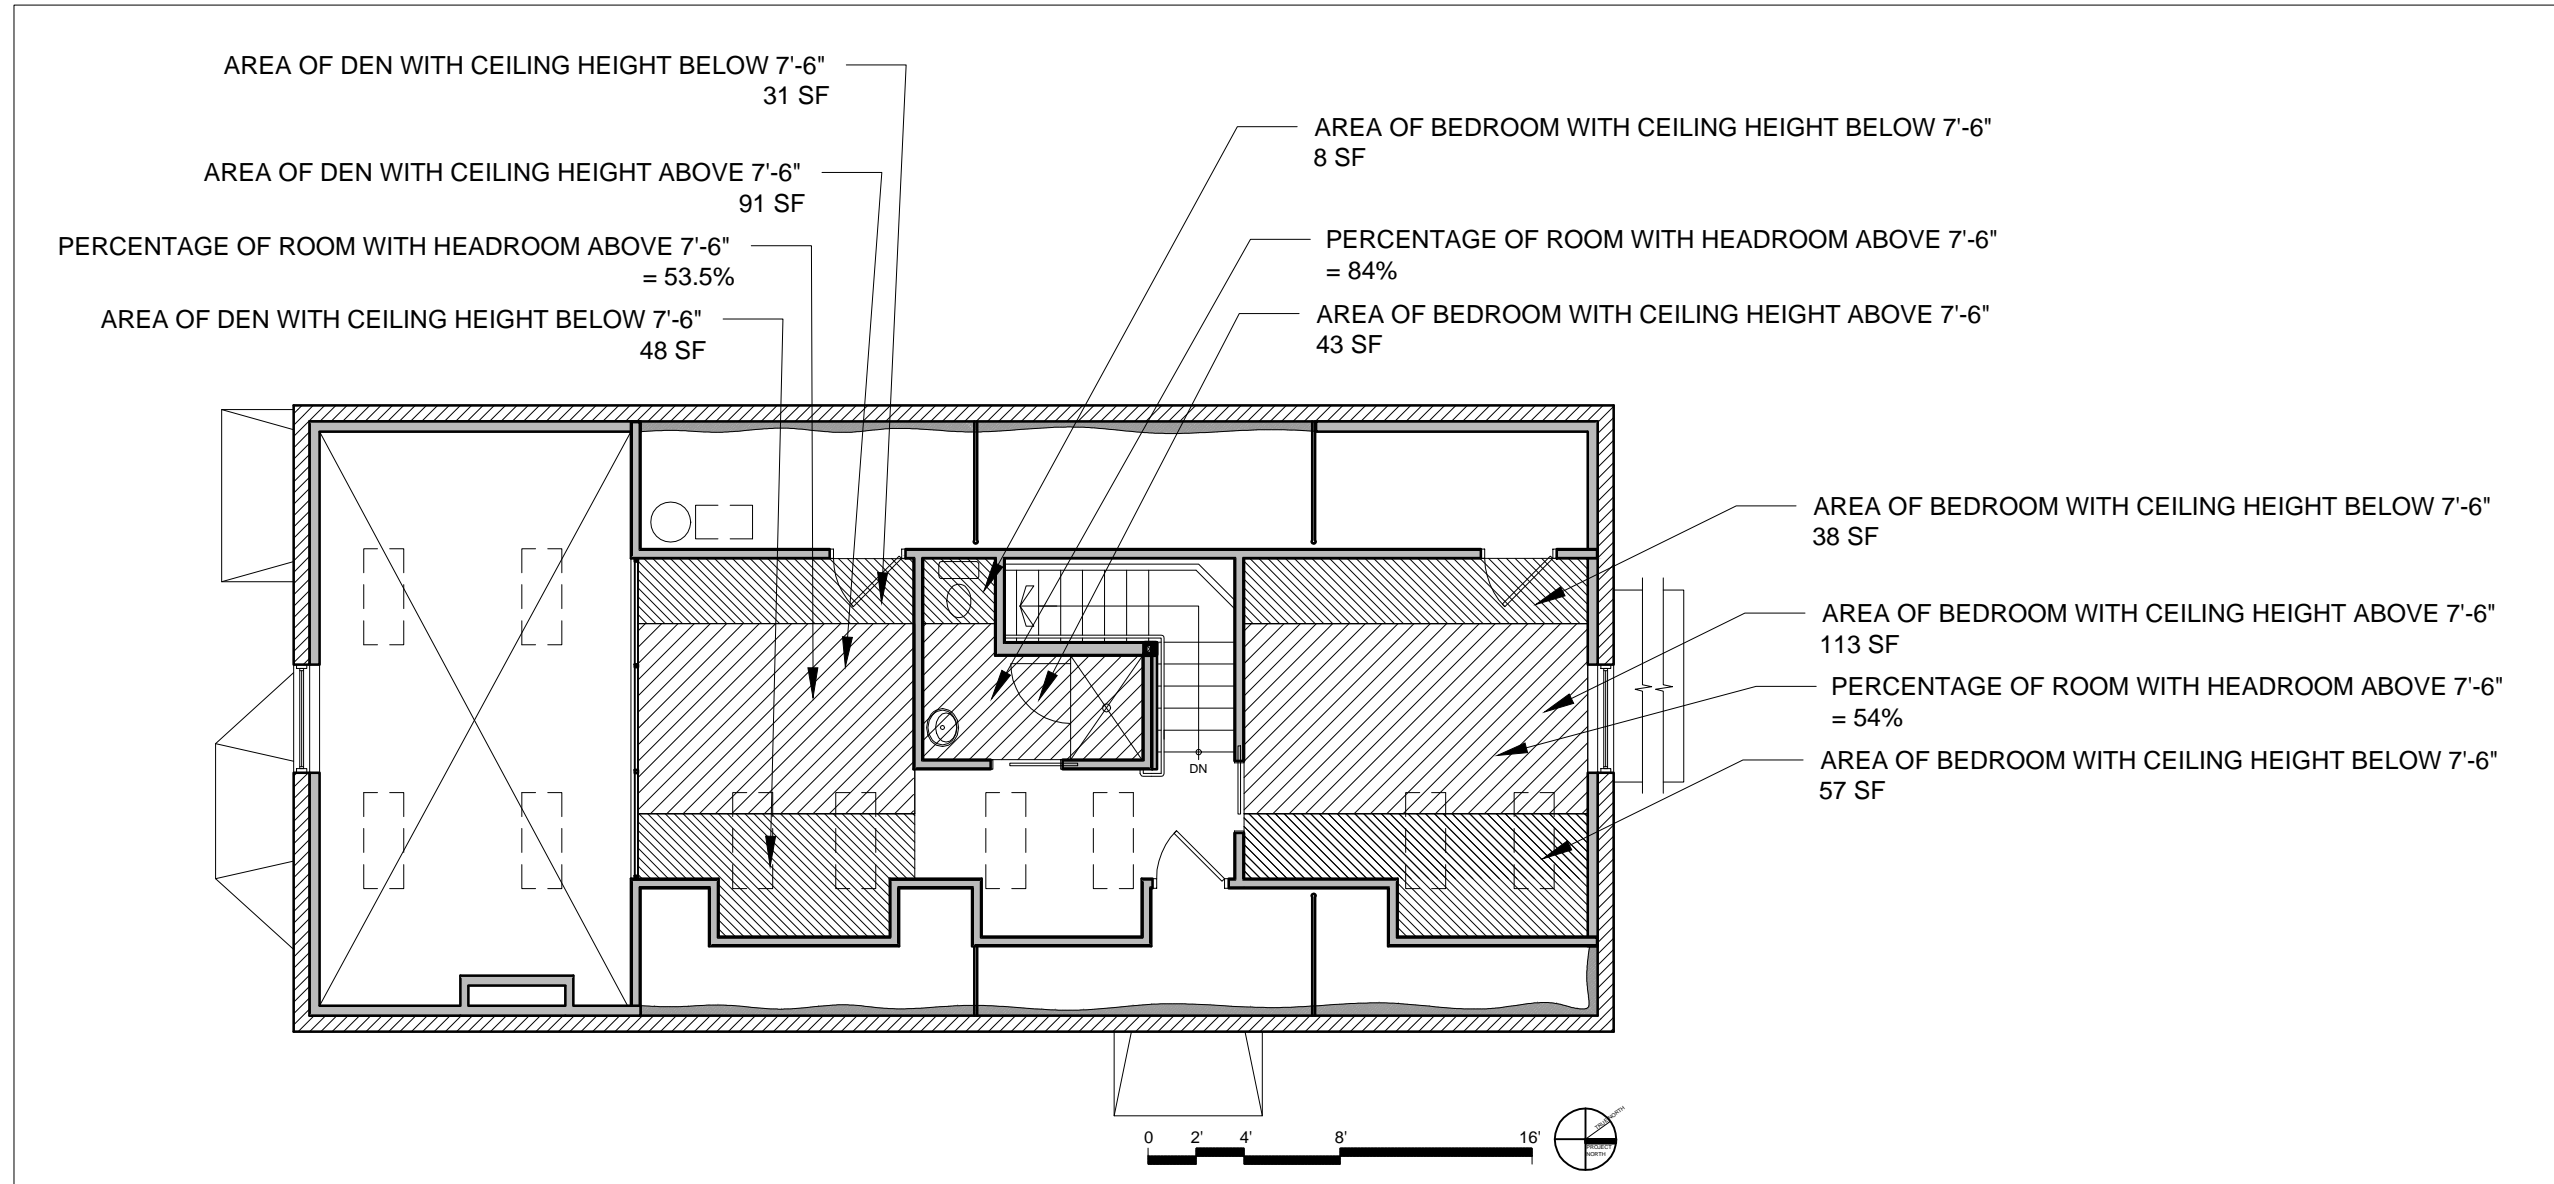 AREA OF DEN WITH CEILING HEIGHT BELOW 7'-6"
31 SF
AREA OF DEN WITH CEILING HEIGHT ABOVE 7'-6"
91 SF
PERCENTAGE OF ROOM WITH HEADROOM ABOVE 7'-6"
= 53.5%
AREA OF DEN WITH CEILING HEIGHT BELOW 7'-6"
48 SF
AREA OF BEDROOM WITH CEILING HEIGHT BELOW 7'-6"
8 SF
PERCENTAGE OF ROOM WITH HEADROOM ABOVE 7'-6"
= 84%
AREA OF BEDROOM WITH CEILING HEIGHT ABOVE 7'-6"
43 SF
AREA OF BEDROOM WITH CEILING HEIGHT BELOW 7'-6"
38 SF
AREA OF BEDROOM WITH CEILING HEIGHT ABOVE 7'-6"
113 SF
PERCENTAGE OF ROOM WITH HEADROOM ABOVE 7'-6"
= 54%
AREA OF BEDROOM WITH CEILING HEIGHT BELOW 7'-6"
57 SF
DN
0 2' 4' 8' 16'
TRUE NORTH
PROJECT
NORTH